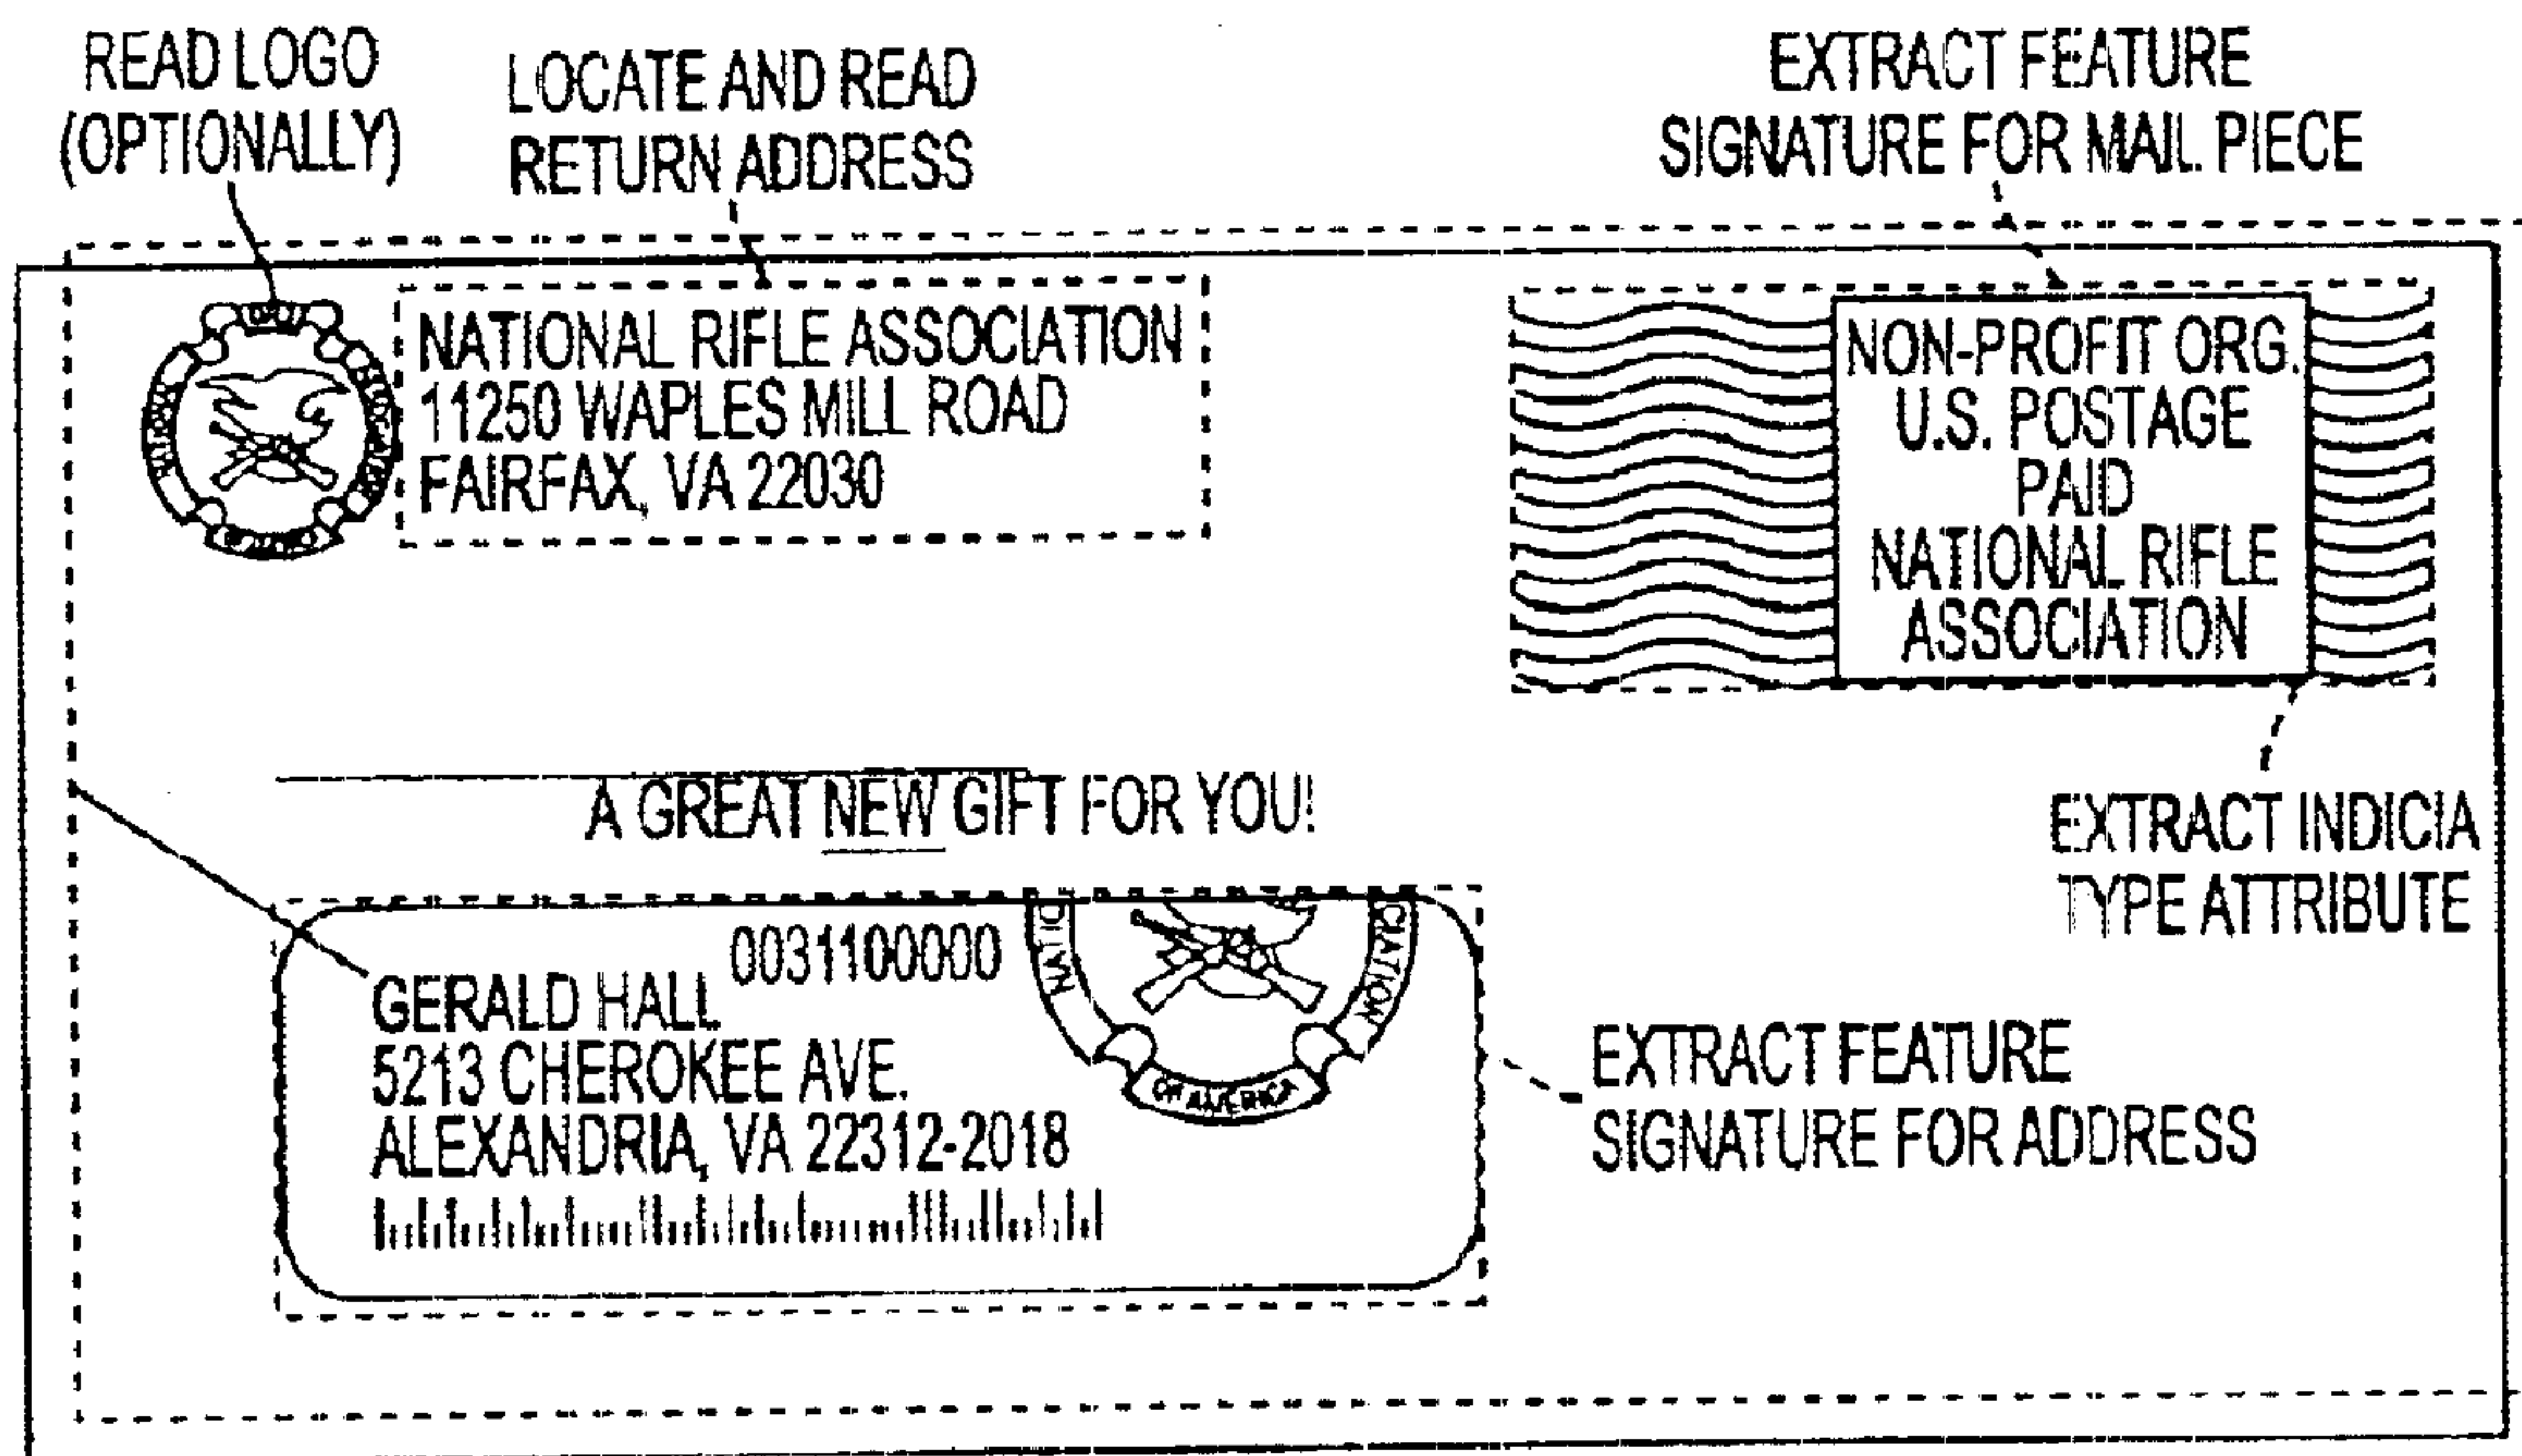 READ LOGO
(OPTIONALLY)
LOCATE AND READ
RETURN ADDRESS
EXTRACT FEATURE
SIGNATURE FOR MAIL PIECE
NATIONAL RIFLE ASSOCIATION
11250 WAPLES MILL ROAD
FAIRFAX, VA 22030
NON-PROFIT ORG.
U.S. POSTAGE
PAID
NATIONAL RIFLE
ASSOCIATION
EXTRACT INDICIA
TYPE ATTRIBUTE
A GREAT NEW GIFT FOR YOU!
0031100000
GERALD HALL
5213 CHEROKEE AVE.
ALEXANDRIA, VA 22312-2018
CIATION
OF AMERICA
EXTRACT FEATURE
SIGNATURE FOR ADDRESS